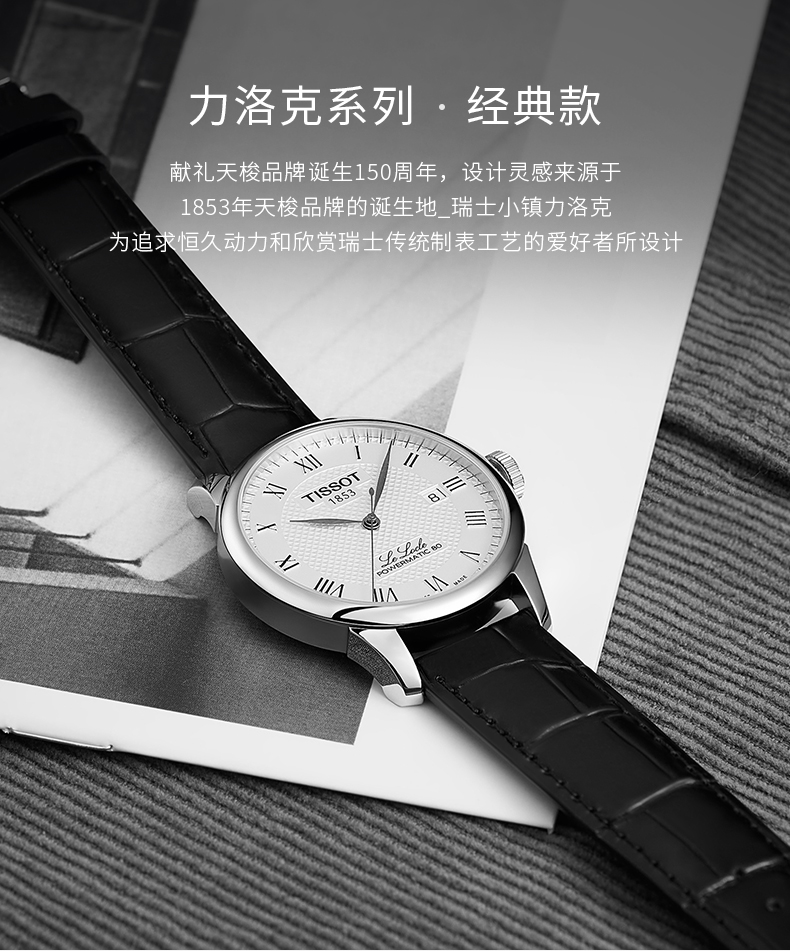 力洛克系列 · 经典款
献礼天梭品牌诞生150周年，设计灵感来源于
1853年天梭品牌的诞生地_瑞士小镇力洛克
为追求恒久动力和欣赏瑞士传统制表工艺的爱好者所设计
XII
I
II
III
IIII
V
VI
VII
VIII
IX
X
XI
TISSOT
1853
Le Locle
POWERMATIC 80
MADE